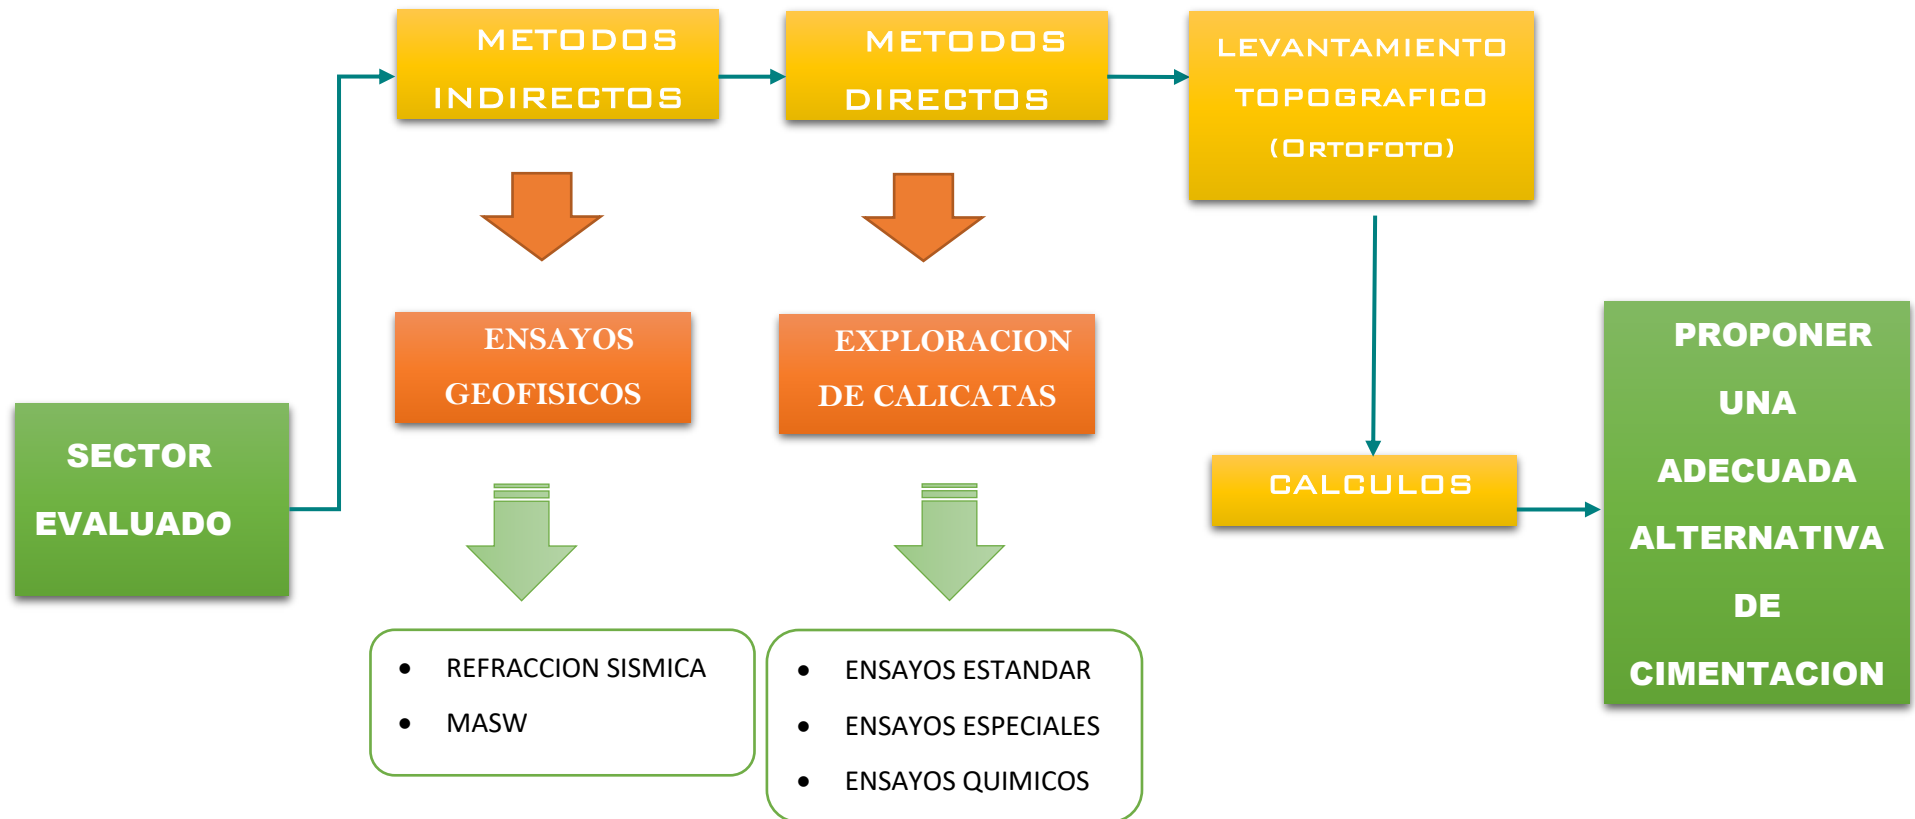 METODOS
INDIRECTOS
METODOS
DIRECTOS
LEVANTAMIENTO
TOPOGRAFICO
(ORTOFOTO)
ENSAYOS
GEOFISICOS
EXPLORACION
DE CALICATAS
SECTOR
EVALUADO
CALCULOS
PROPONER
UNA
ADECUADA
ALTERNATIVA
DE
CIMENTACION
• REFRACCION SISMICA
• MASW
• ENSAYOS ESTANDAR
• ENSAYOS ESPECIALES
• ENSAYOS QUIMICOS